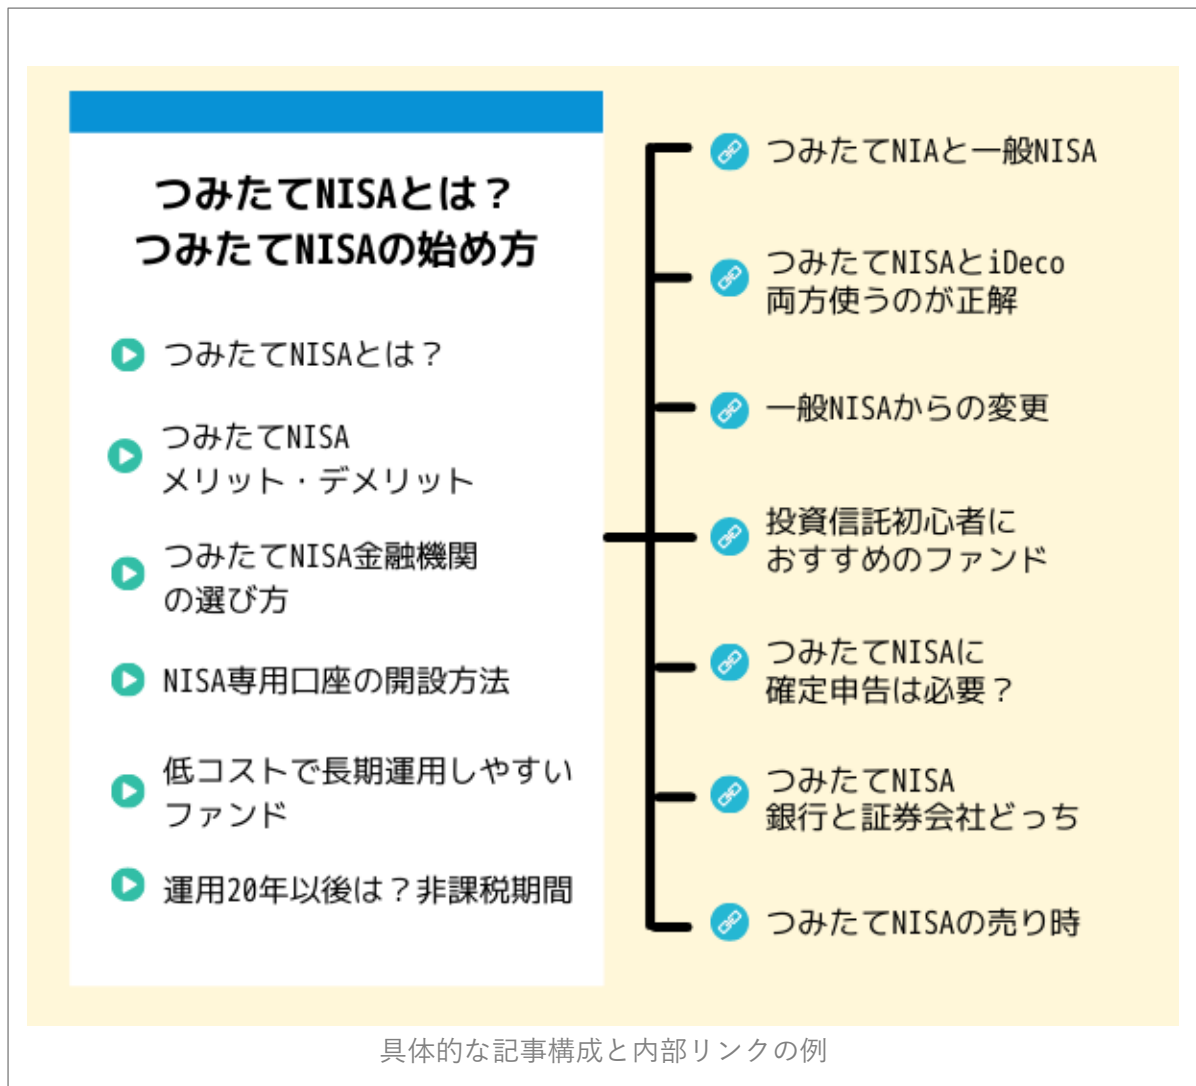 つみたてNISAとは？
つみたてNISAの始め方
つみたてNISAとは？
つみたてNISA
メリット・デメリット
つみたてNISA金融機関
の選び方
NISA専用口座の開設方法
低コストで長期運用しやすい
ファンド
運用20年以後は？非課税期間
つみたてNIAと一般NISA
つみたてNISAとiDeco
両方使うのが正解
一般NISAからの変更
投資信託初心者に
おすすめのファンド
つみたてNISAに
確定申告は必要？
つみたてNISA
銀行と証券会社どっち
つみたてNISAの売り時
具体的な記事構成と内部リンクの例